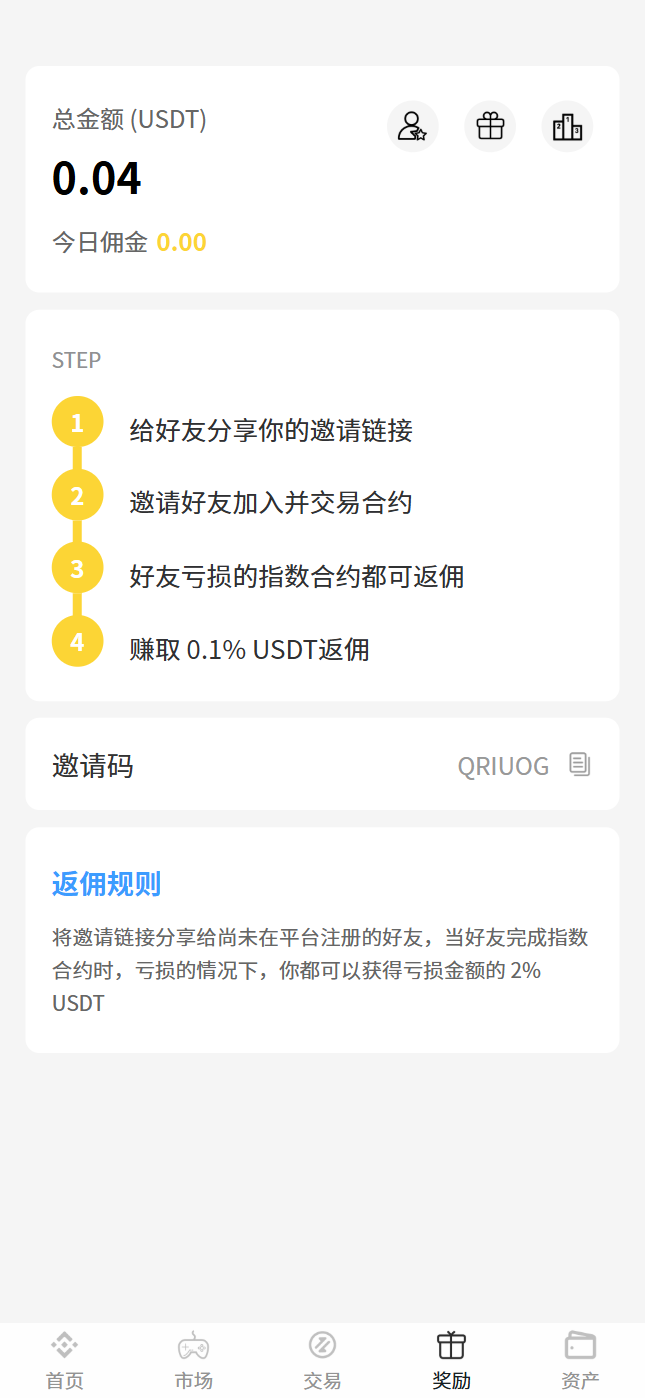 总金额 (USDT)
0.04
今日佣金 0.00
STEP
1 给好友分享你的邀请链接
2 邀请好友加入并交易合约
3 好友亏损的指数合约都可返佣
4 赚取 0.1% USDT返佣
邀请码 QRIUOG
返佣规则
将邀请链接分享给尚未在平台注册的好友，当好友完成指数
合约时，亏损的情况下，你都可以获得亏损金额的 2%
USDT
首页 市场 交易 奖励 资产